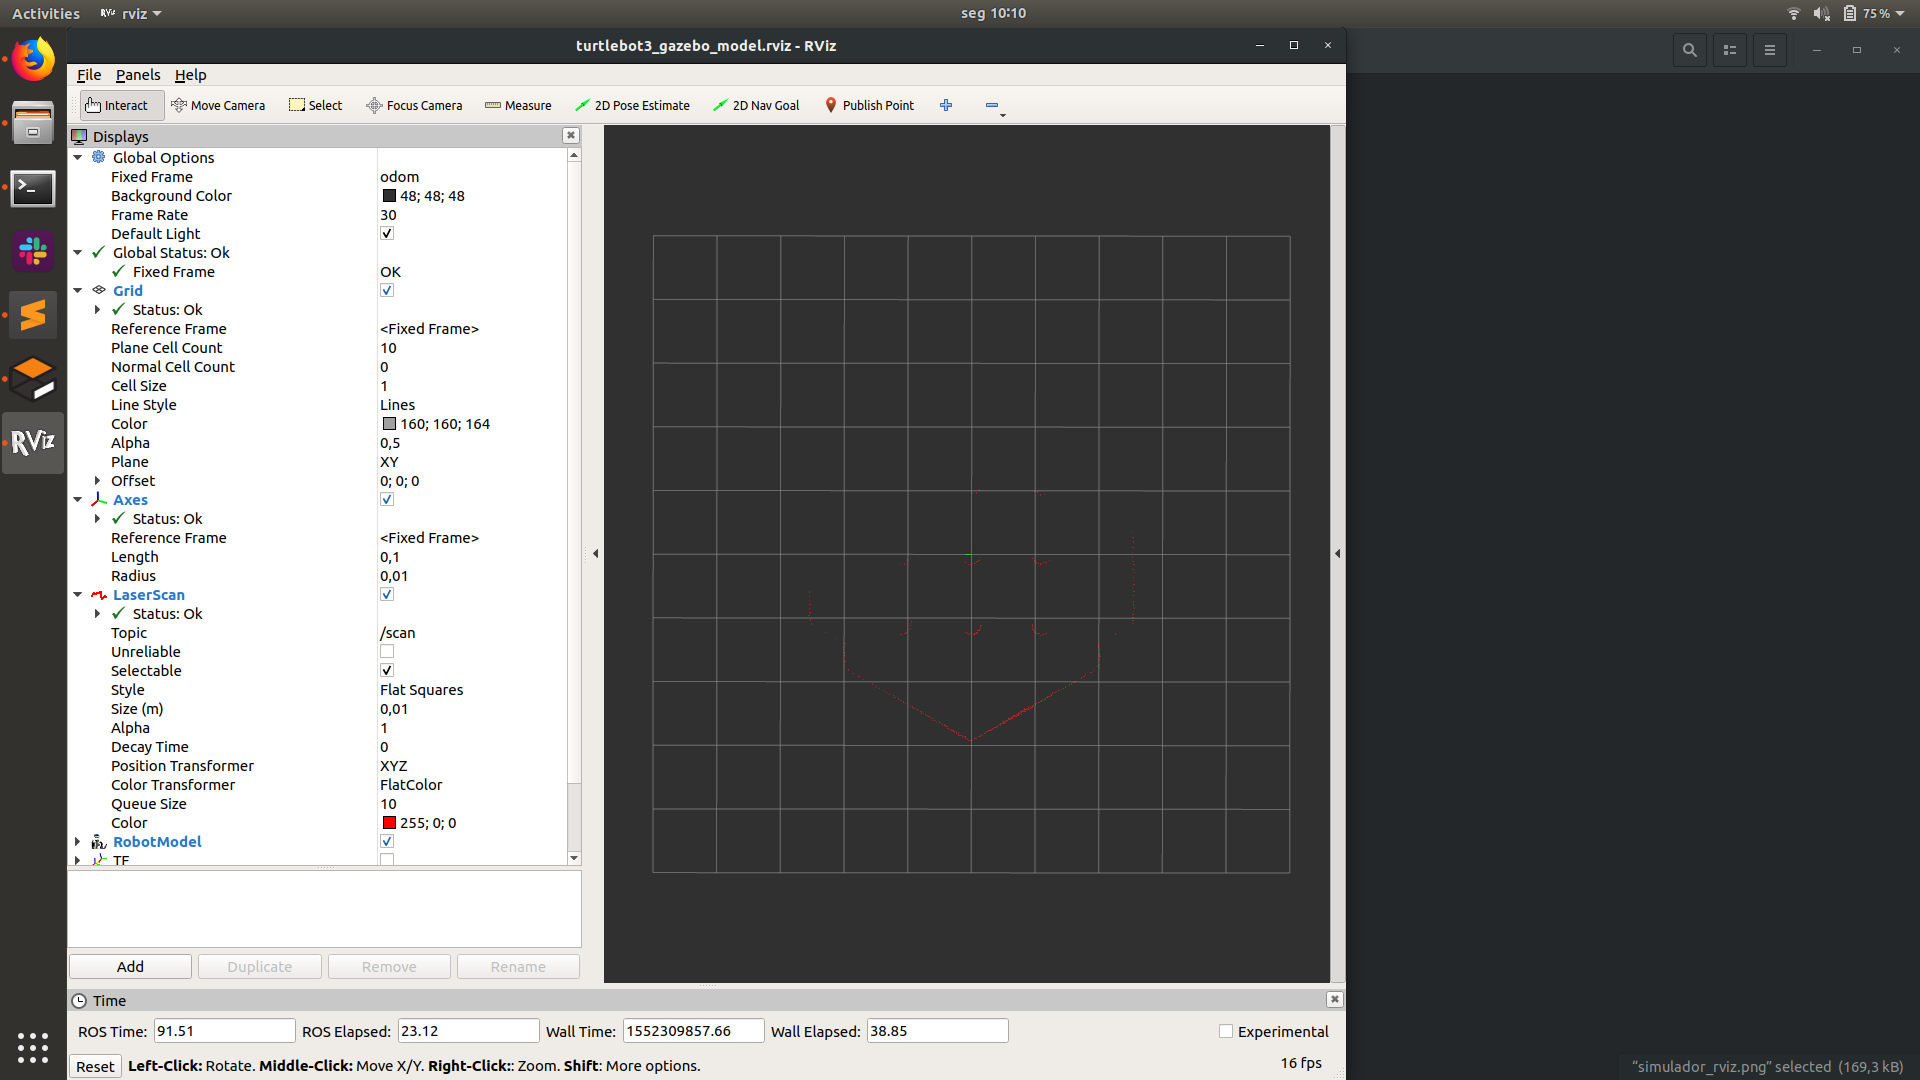 Activities RViz rviz seg 10:10 75%
turtlebot3_gazebo_model.rviz - RViz
File Panels Help
Interact Move Camera Select Focus Camera Measure 2D Pose Estimate 2D Nav Goal Publish Point
Displays
Global Options
Fixed Frame odom
Background Color 48; 48; 48
Frame Rate 30
Default Light
Global Status: Ok
Fixed Frame OK
Grid
Status: Ok
Reference Frame <Fixed Frame>
Plane Cell Count 10
Normal Cell Count 0
Cell Size 1
Line Style Lines
Color 160; 160; 164
Alpha 0,5
Plane XY
Offset 0; 0; 0
Axes
Status: Ok
Reference Frame <Fixed Frame>
Length 0,1
Radius 0,01
LaserScan
Status: Ok
Topic /scan
Unreliable
Selectable
Style Flat Squares
Size (m) 0,01
Alpha 1
Decay Time 0
Position Transformer XYZ
Color Transformer FlatColor
Queue Size 10
Color 255; 0; 0
RobotModel
TF
RViz
Add Duplicate Remove Rename
Time
ROS Time: 91.51 ROS Elapsed: 23.12 Wall Time: 1552309857.66 Wall Elapsed: 38.85 Experimental
Reset Left-Click: Rotate. Middle-Click: Move X/Y. Right-Click:: Zoom. Shift: More options. 16 fps
“simulador_rviz.png” selected (169,3 kB)